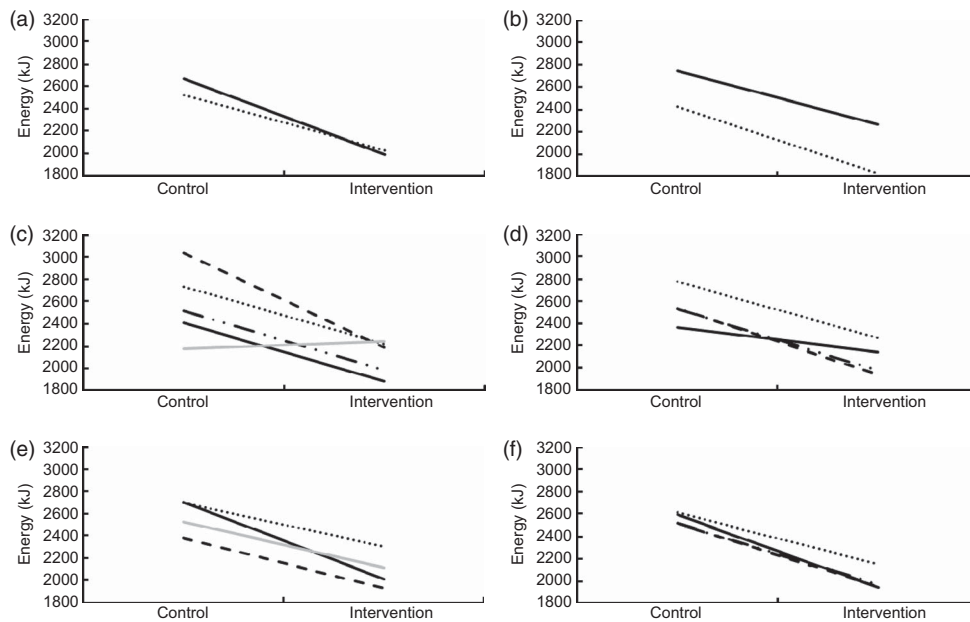 (a)
3200
3000
2800
2600
2400
2200
2000
1800
Energy (kJ)
Control
Intervention
(b)
3200
3000
2800
2600
2400
2200
2000
1800
Energy (kJ)
Control
Intervention
(c)
3200
3000
2800
2600
2400
2200
2000
1800
Energy (kJ)
Control
Intervention
(d)
3200
3000
2800
2600
2400
2200
2000
1800
Energy (kJ)
Control
Intervention
(e)
3200
3000
2800
2600
2400
2200
2000
1800
Energy (kJ)
Control
Intervention
(f)
3200
3000
2800
2600
2400
2200
2000
1800
Energy (kJ)
Control
Intervention